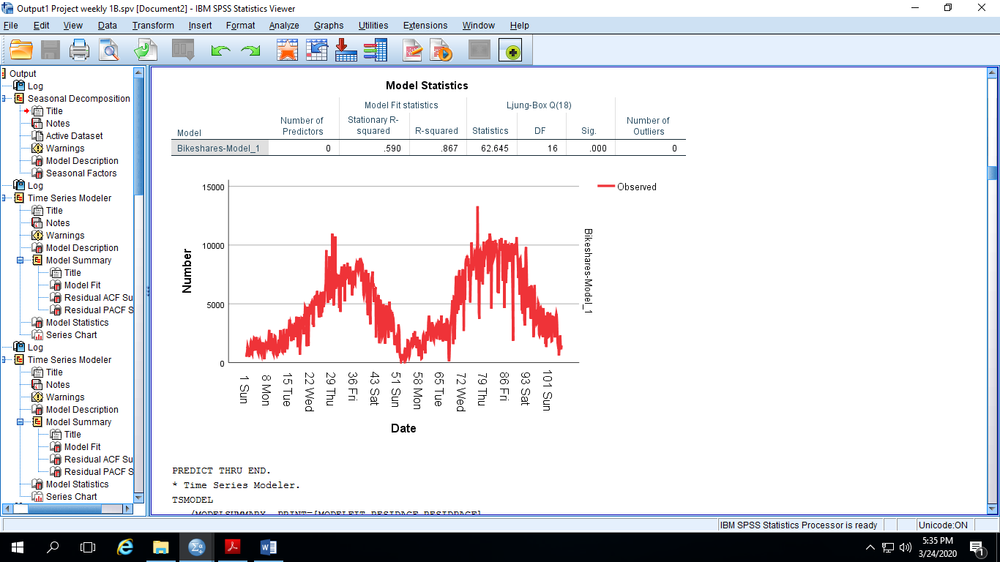 Output1 Project weekly 1B.spv [Document2] - IBM SPSS Statistics Viewer
File Edit View Data Transform Insert Format Analyze Graphs Utilities Extensions Window Help
Output
Log
Seasonal Decomposition
Title
Notes
Active Dataset
Warnings
Model Description
Seasonal Factors
Log
Time Series Modeler
Title
Notes
Warnings
Model Description
Model Summary
Title
Model Fit
Residual ACF Su
Residual PACF S
Model Statistics
Series Chart
Log
Time Series Modeler
Title
Notes
Warnings
Model Description
Model Summary
Title
Model Fit
Residual ACF Su
Residual PACF S
Model Statistics
Series Chart
Model Statistics
Model Fit statistics Ljung-Box Q(18)
Model Number of Predictors Stationary R-squared R-squared Statistics DF Sig. Number of Outliers
Bikeshares-Model_1 0 .590 .867 62.645 16 .000 0
15000
10000
5000
0
Number
Observed
Bikeshares-Model_1
1 Sun 8 Mon 15 Tue 22 Wed 29 Thu 36 Fri 43 Sat 51 Sun 58 Mon 65 Tue 72 Wed 79 Thu 86 Fri 93 Sat 101 Sun
Date
PREDICT THRU END.
* Time Series Modeler.
TSMODEL
/MODELSUMMARY PRINT=[MODELFIT RESIDACF RESIDPACF]
IBM SPSS Statistics Processor is ready Unicode:ON
5:35 PM
3/24/2020
1